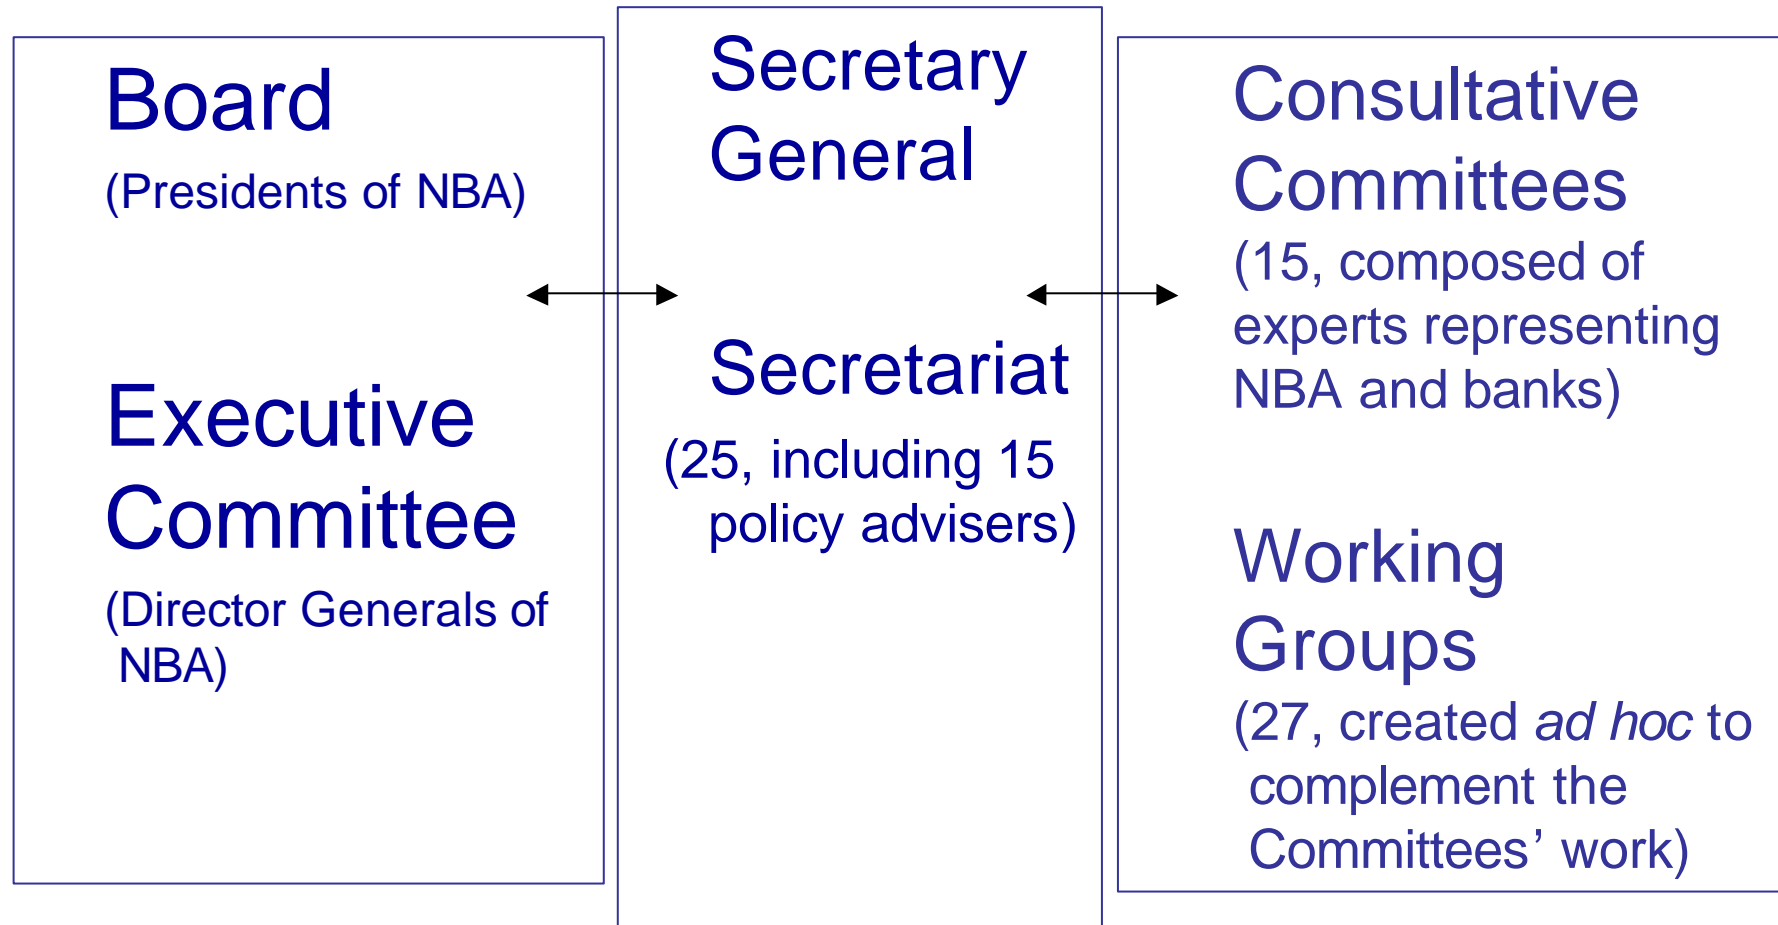 Board
(Presidents of NBA)
Executive
Committee
(Director Generals of
NBA)
Secretary
General
Secretariat
(25, including 15
policy advisers)
Consultative
Committees
(15, composed of
experts representing
NBA and banks)
Working
Groups
(27, created ad hoc to
complement the
Committees’ work)